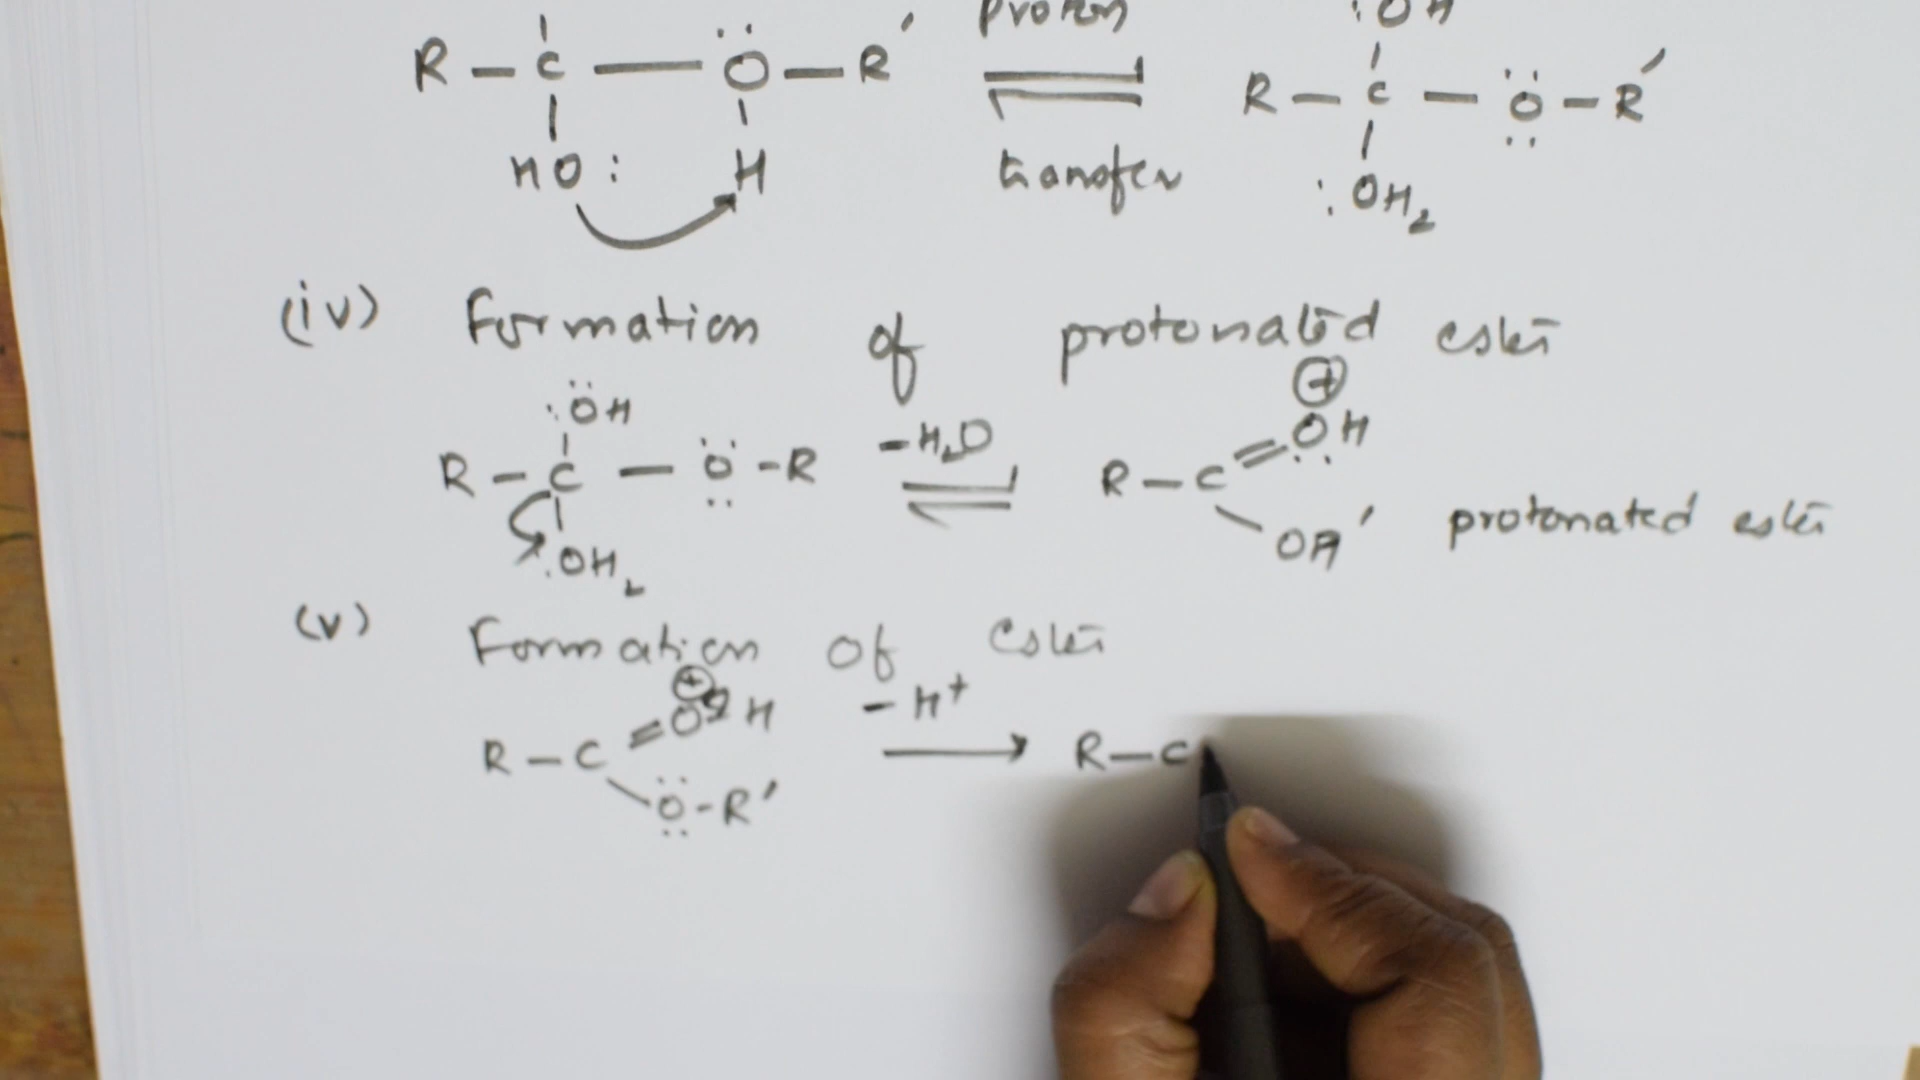 proton :OH
R – C — O – R′ ⇌ R – C – O – R′
HO: H transfer :OH₂
(iv) Formation of protonated ester
:OH ⊕
R – C – O – R -H₂O ⇌ R – C = OH
:OH₂ OR′ protonated ester
(v) Formation of ester
⊕
R – C = OH - H⁺ → R – C
O – R′